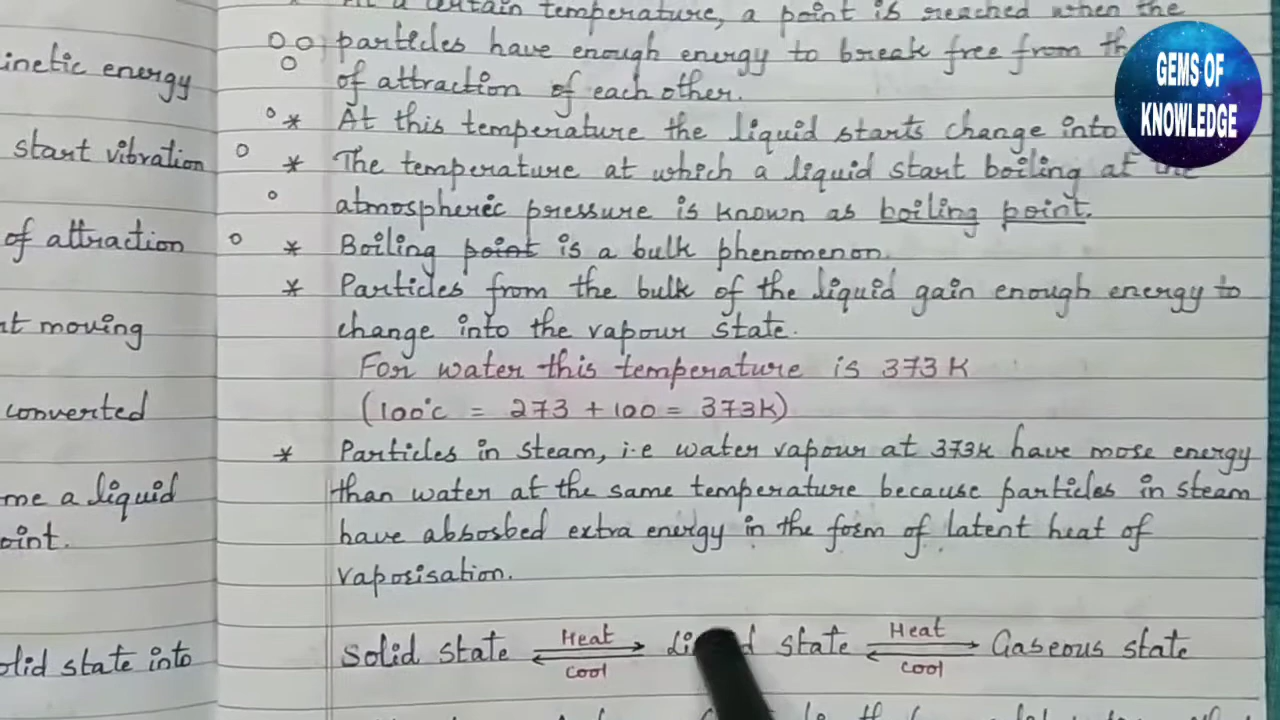 certain temperature, a point is reached when the
particles have enough energy to break free from
of attraction of each other.
At this temperature the liquid starts change into
* The temperature at which a liquid start boiling at the
atmospheric pressure is known as boiling point.
* Boiling point is a bulk phenomenon.
* Particles from the bulk of the liquid gain enough energy to
change into the vapour state.
For water this temperature is 373 K
(100°C = 273 + 100 = 373K)
* Particles in steam, i.e water vapour at 373K have more energy
than water at the same temperature because particles in steam
have absorbed extra energy in the form of latent heat of
vaporisation.
Solid state Heat Cool state Heat Cool Gaseous state
inetic energy
start vibration
of attraction
moving
converted
me a liquid
oint.
olid state into
GEMS OF
KNOWLEDGE